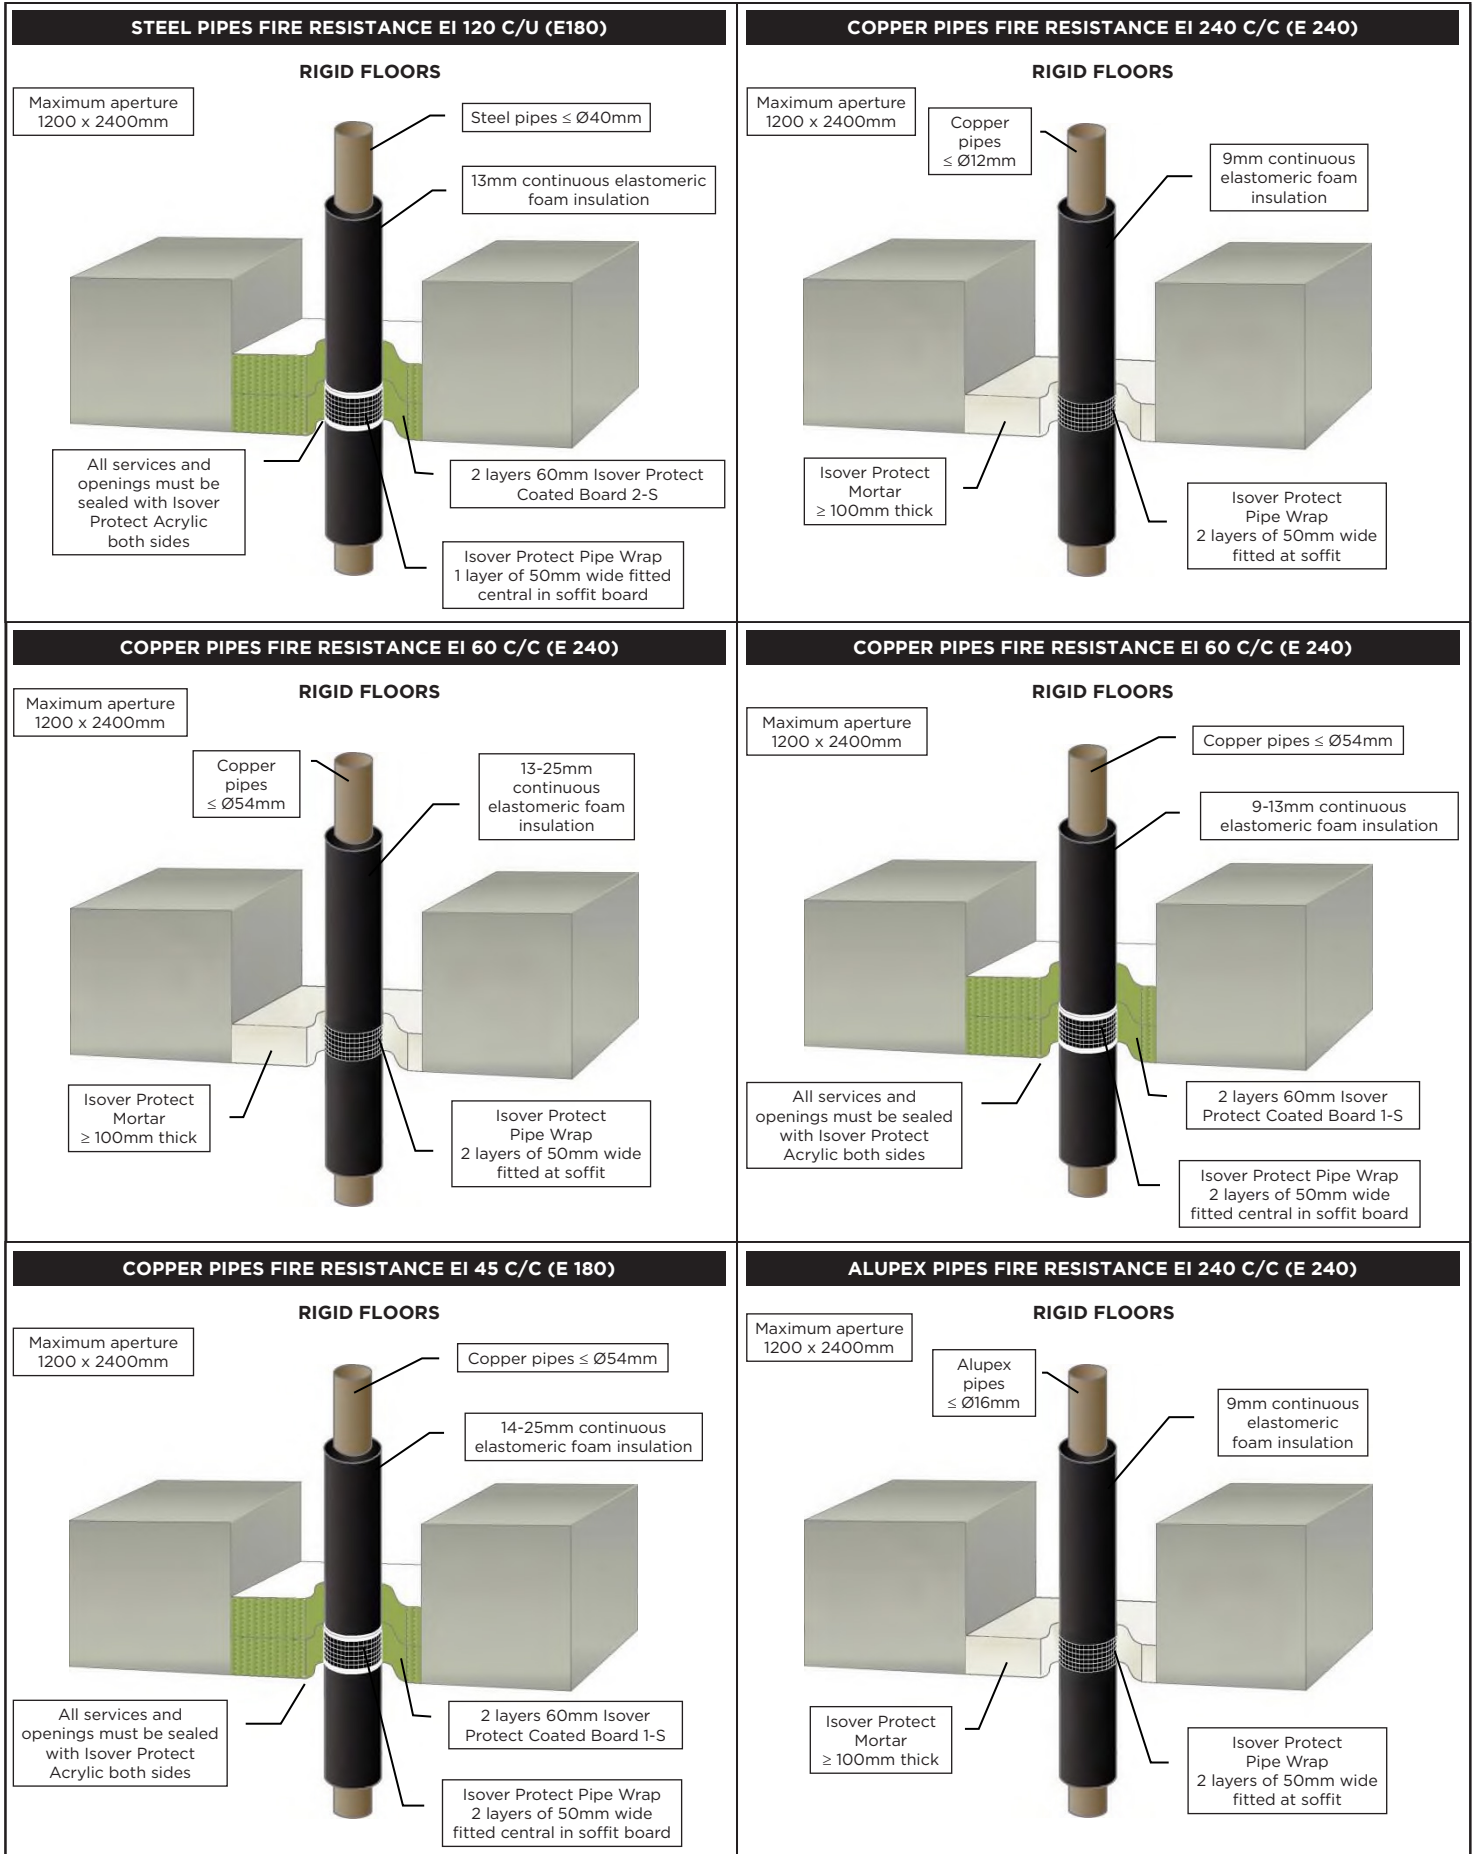 STEEL PIPES FIRE RESISTANCE EI 120 C/U (E180)
RIGID FLOORS
Maximum aperture
1200 x 2400mm
Steel pipes ≤ Ø40mm
13mm continuous elastomeric
foam insulation
All services and
openings must be
sealed with Isover
Protect Acrylic
both sides
2 layers 60mm Isover Protect
Coated Board 2-S
Isover Protect Pipe Wrap
1 layer of 50mm wide fitted
central in soffit board
COPPER PIPES FIRE RESISTANCE EI 240 C/C (E 240)
RIGID FLOORS
Maximum aperture
1200 x 2400mm
Copper
pipes
≤ Ø12mm
9mm continuous
elastomeric foam
insulation
Isover Protect
Mortar
≥ 100mm thick
Isover Protect
Pipe Wrap
2 layers of 50mm wide
fitted at soffit
COPPER PIPES FIRE RESISTANCE EI 60 C/C (E 240)
RIGID FLOORS
Maximum aperture
1200 x 2400mm
Copper
pipes
≤ Ø54mm
13-25mm
continuous
elastomeric foam
insulation
Isover Protect
Mortar
≥ 100mm thick
Isover Protect
Pipe Wrap
2 layers of 50mm wide
fitted at soffit
COPPER PIPES FIRE RESISTANCE EI 60 C/C (E 240)
RIGID FLOORS
Maximum aperture
1200 x 2400mm
Copper pipes ≤ Ø54mm
9-13mm continuous
elastomeric foam insulation
All services and
openings must be sealed
with Isover Protect
Acrylic both sides
2 layers 60mm Isover
Protect Coated Board 1-S
Isover Protect Pipe Wrap
2 layers of 50mm wide
fitted central in soffit board
COPPER PIPES FIRE RESISTANCE EI 45 C/C (E 180)
RIGID FLOORS
Maximum aperture
1200 x 2400mm
Copper pipes ≤ Ø54mm
14-25mm continuous
elastomeric foam insulation
All services and
openings must be sealed
with Isover Protect
Acrylic both sides
2 layers 60mm Isover
Protect Coated Board 1-S
Isover Protect Pipe Wrap
2 layers of 50mm wide
fitted central in soffit board
ALUPEX PIPES FIRE RESISTANCE EI 240 C/C (E 240)
RIGID FLOORS
Maximum aperture
1200 x 2400mm
Alupex
pipes
≤ Ø16mm
9mm continuous
elastomeric
foam insulation
Isover Protect
Mortar
≥ 100mm thick
Isover Protect
Pipe Wrap
2 layers of 50mm wide
fitted at soffit